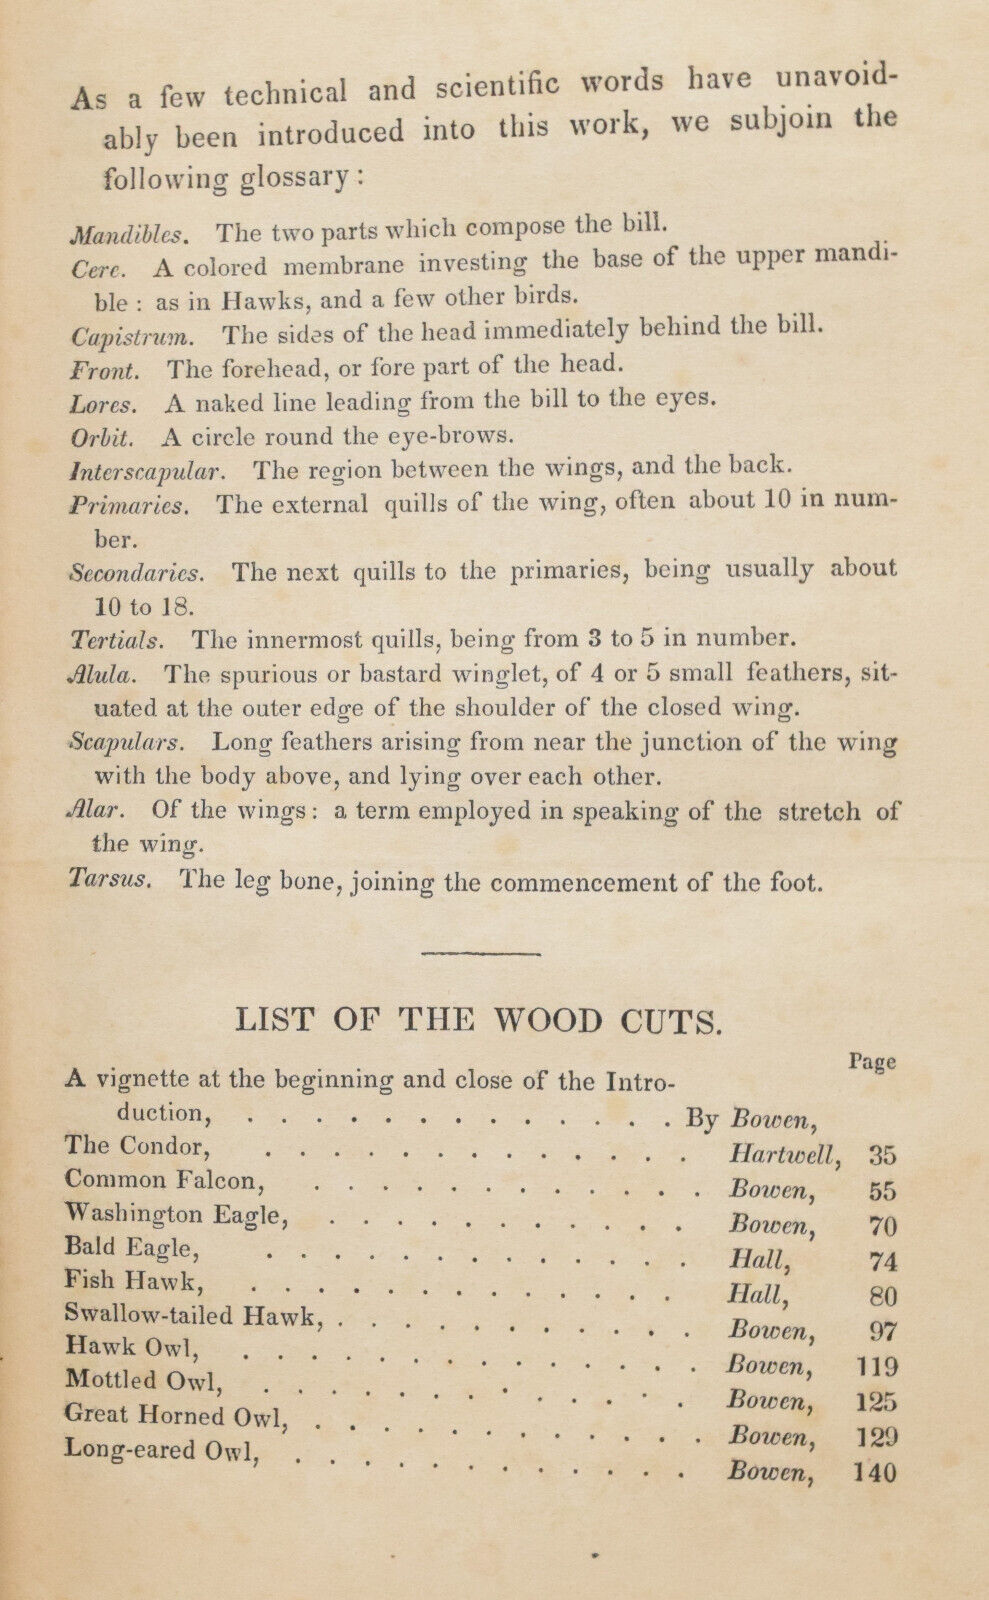 As a few technical and scientific words have unavoid-
ably been introduced into this work, we subjoin the
following glossary :
Mandibles. The two parts which compose the bill.
Cere. A colored membrane investing the base of the upper mandi-
ble : as in Hawks, and a few other birds.
Capistrum. The sides of the head immediately behind the bill.
Front. The forehead, or fore part of the head.
Lores. A naked line leading from the bill to the eyes.
Orbit. A circle round the eye-brows.
Interscapular. The region between the wings, and the back.
Primaries. The external quills of the wing, often about 10 in num-
ber.
Secondaries. The next quills to the primaries, being usually about
10 to 18.
Tertials. The innermost quills, being from 3 to 5 in number.
Alula. The spurious or bastard winglet, of 4 or 5 small feathers, sit-
uated at the outer edge of the shoulder of the closed wing.
Scapulars. Long feathers arising from near the junction of the wing
with the body above, and lying over each other.
Alar. Of the wings : a term employed in speaking of the stretch of
the wing.
Tarsus. The leg bone, joining the commencement of the foot.
LIST OF THE WOOD CUTS.
Page
A vignette at the beginning and close of the Intro-
duction, . . . . . . . . . . . . . By Bowen,
The Condor, . . . . . . . . . . . . . Hartwell, 35
Common Falcon, . . . . . . . . . . . . Bowen, 55
Washington Eagle, . . . . . . . . . . . Bowen, 70
Bald Eagle, . . . . . . . . . . . . . Hall, 74
Fish Hawk, . . . . . . . . . . . . . Hall, 80
Swallow-tailed Hawk, . . . . . . . . . . . Bowen, 97
Hawk Owl, . . . . . . . . . . . . . . Bowen, 119
Mottled Owl, . . . . . . . . . . . . Bowen, 125
Great Horned Owl, . . . . . . . . . . . . Bowen, 129
Long-eared Owl, . . . . . . . . . . . . Bowen, 140